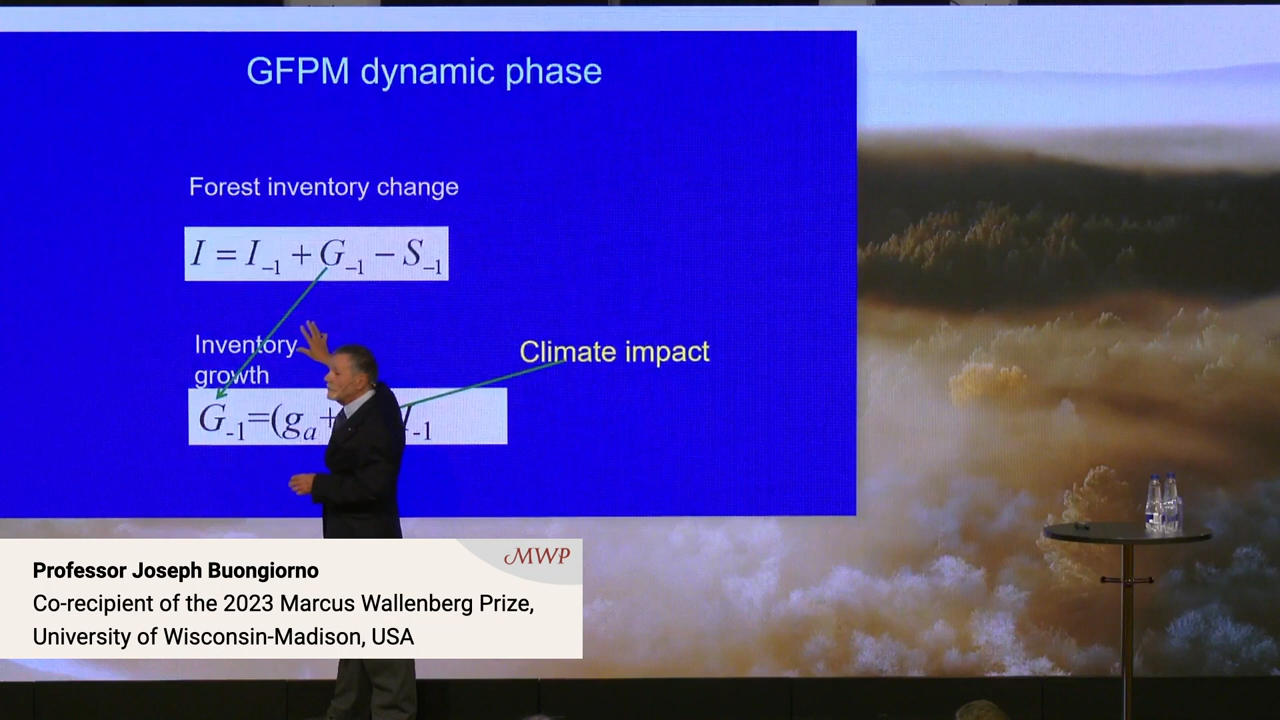 GFPM dynamic phase
Forest inventory change
I = I₋₁ + G₋₁ − S₋₁
Inventory
growth
Climate impact
G₋₁=(gₐ+ I₋₁
MWP
Professor Joseph Buongiorno
Co-recipient of the 2023 Marcus Wallenberg Prize,
University of Wisconsin-Madison, USA